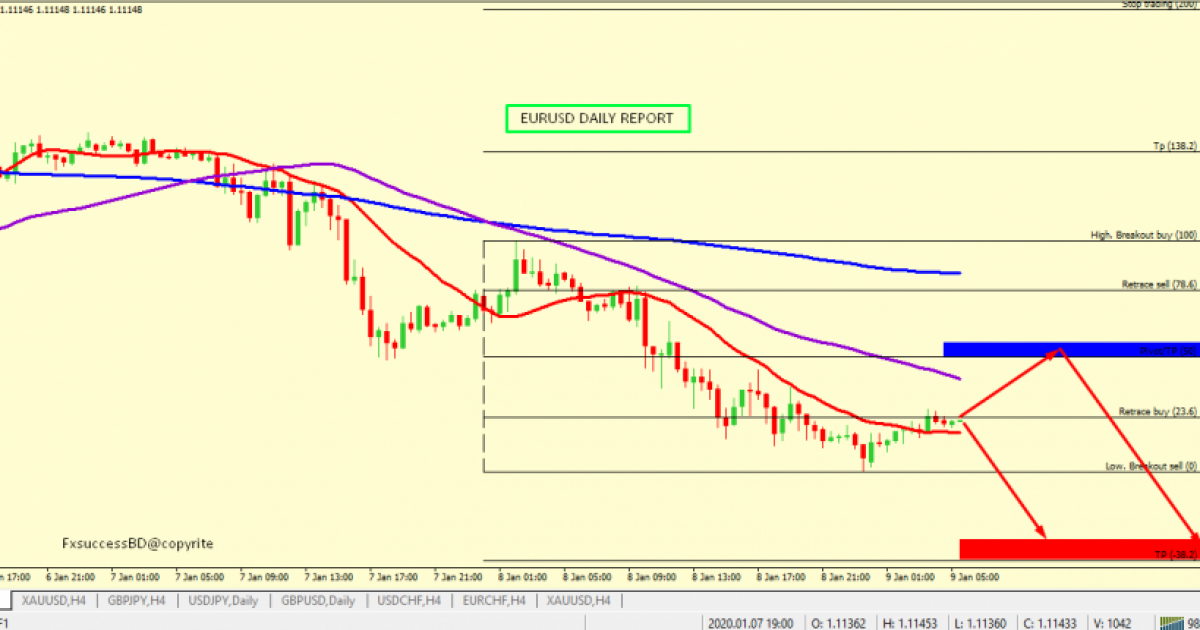 1.11146 1.11148 1.11146 1.11148
Stop trading (200)
EURUSD DAILY REPORT
Tp (138.2)
High. Breakout buy (100)
Retrace sell (78.6)
Retrace buy (23.6)
Low. Breakout sell (0)
FxsuccessBD@copyrite
TP (-38.2)
17:00 6 Jan 21:00 7 Jan 01:00 7 Jan 05:00 7 Jan 09:00 7 Jan 13:00 7 Jan 17:00 7 Jan 21:00 8 Jan 01:00 8 Jan 05:00 8 Jan 09:00 8 Jan 13:00 8 Jan 17:00 8 Jan 21:00 9 Jan 01:00 9 Jan 05:00
XAUUSD,H4 | GBPJPY,H4 | USDJPY,Daily | GBPUSD,Daily | USDCHF,H4 | EURCHF,H4 | XAUUSD,H4 |
F1 2020.01.07 19:00 O: 1.11362 H: 1.11453 L: 1.11360 C: 1.11433 V: 1042 98